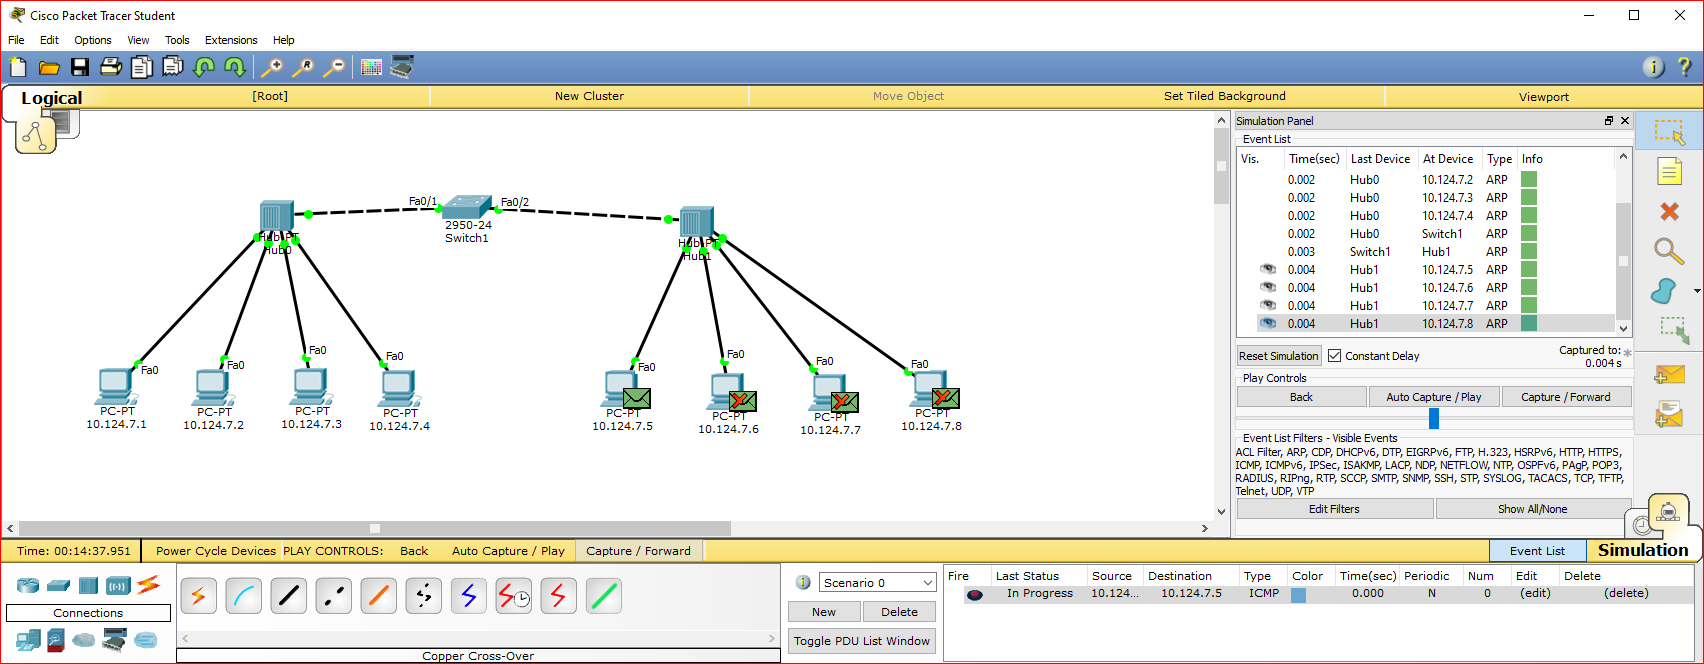 Cisco Packet Tracer Student
File Edit Options View Tools Extensions Help
Logical [Root] New Cluster Move Object Set Tiled Background Viewport
Simulation Panel
Event List
Vis. Time(sec) Last Device At Device Type Info
0.002 Hub0 10.124.7.2 ARP
0.002 Hub0 10.124.7.3 ARP
0.002 Hub0 10.124.7.4 ARP
0.002 Hub0 Switch1 ARP
0.003 Switch1 Hub1 ARP
0.004 Hub1 10.124.7.5 ARP
0.004 Hub1 10.124.7.6 ARP
0.004 Hub1 10.124.7.7 ARP
0.004 Hub1 10.124.7.8 ARP
Reset Simulation Constant Delay Captured to: *
0.004 s
Play Controls
Back Auto Capture / Play Capture / Forward
Event List Filters - Visible Events
ACL Filter, ARP, CDP, DHCPv6, DTP, EIGRPv6, FTP, H.323, HSRPv6, HTTP, HTTPS,
ICMP, ICMPv6, IPSec, ISAKMP, LACP, NDP, NETFLOW, NTP, OSPFv6, PAgP, POP3,
RADIUS, RIPng, RTP, SCCP, SMTP, SNMP, SSH, STP, SYSLOG, TACACS, TCP, TFTP,
Telnet, UDP, VTP
Edit Filters Show All/None
Fa0/1 Fa0/2
2950-24
Switch1
Hub-PT
Hub0
Hub-PT
Hub1
Fa0 Fa0 Fa0 Fa0 Fa0 Fa0 Fa0 Fa0
PC-PT
10.124.7.1
PC-PT
10.124.7.2
PC-PT
10.124.7.3
PC-PT
10.124.7.4
PC-PT
10.124.7.5
PC-PT
10.124.7.6
PC-PT
10.124.7.7
PC-PT
10.124.7.8
Time: 00:14:37.951 Power Cycle Devices PLAY CONTROLS: Back Auto Capture / Play Capture / Forward Event List Simulation
Connections
Copper Cross-Over
Scenario 0
New Delete
Toggle PDU List Window
Fire Last Status Source Destination Type Color Time(sec) Periodic Num Edit Delete
In Progress 10.124... 10.124.7.5 ICMP 0.000 N 0 (edit) (delete)